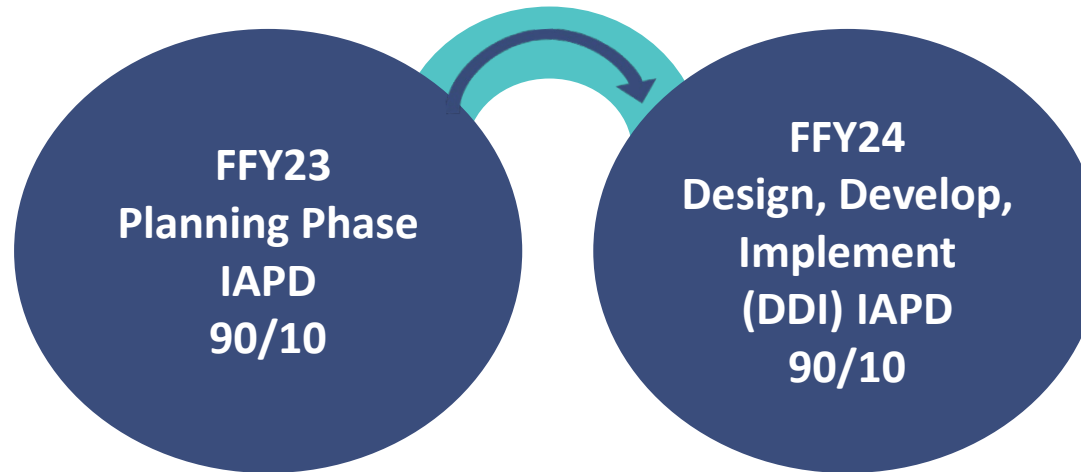 FFY23
Planning Phase
IAPD
90/10
FFY24
Design, Develop,
Implement
(DDI) IAPD
90/10